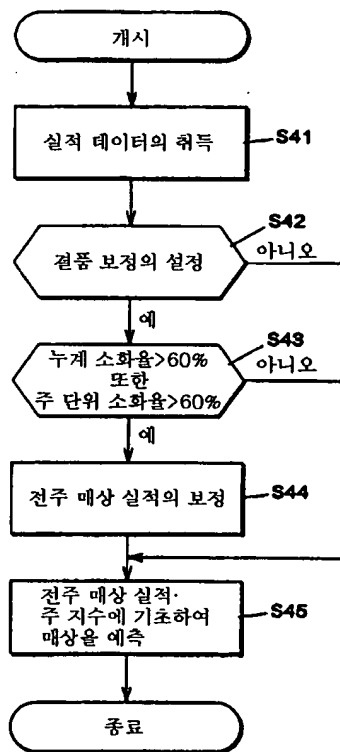 개시
실적 데이터의 취득
S41
S42
결품 보정의 설정
아니오
예
S43
누계 소화율>60%
또한
주 단위 소화율>60%
아니오
예
전주 매상 실적의 보정
S44
전주 매상 실적·
주 지수에 기초하여
매상을 예측
S45
종료